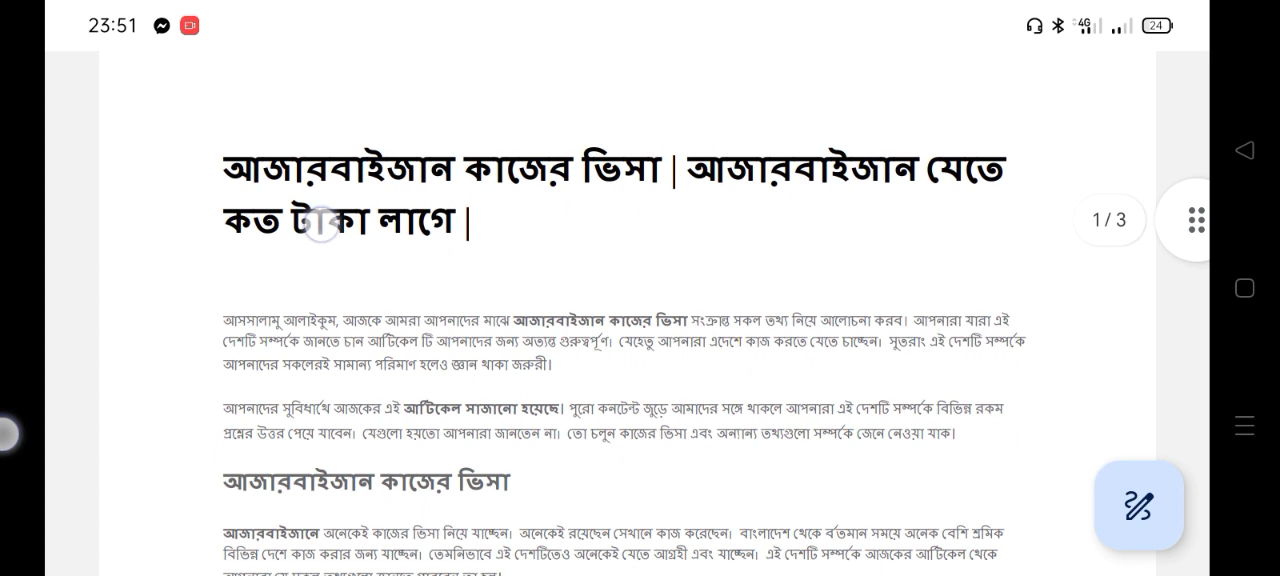 23:51
4G
24
আজারবাইজান কাজের ভিসা | আজারবাইজান যেতে
কত টাকা লাগে |
1 / 3
আসসালামু আলাইকুম, আজকে আমরা আপনাদের মাঝে আজারবাইজান কাজের ভিসা সংক্রান্ত সকল তথ্য নিয়ে আলোচনা করব। আপনারা যারা এই
দেশটি সম্পর্কে জানতে চান আর্টিকেল টি আপনাদের জন্য অত্যন্ত গুরুত্বপূর্ণ। যেহেতু আপনারা এদেশে কাজ করতে যেতে চাচ্ছেন। সুতরাং এই দেশটি সম্পর্কে
আপনাদের সকলেরই সামান্য পরিমাণ হলেও জ্ঞান থাকা জরুরী।
আপনাদের সুবিধার্থে আজকের এই আর্টিকেল সাজানো হয়েছে। পুরো কনটেন্ট জুড়ে আমাদের সঙ্গে থাকলে আপনারা এই দেশটি সম্পর্কে বিভিন্ন রকম
প্রশ্নের উত্তর পেয়ে যাবেন। যেগুলো হয়তো আপনারা জানতেন না। তো চলুন কাজের ভিসা এবং অন্যান্য তথ্যগুলো সম্পর্কে জেনে নেওয়া যাক।
আজারবাইজান কাজের ভিসা
আজারবাইজানে অনেকেই কাজের ভিসা নিয়ে যাচ্ছেন। অনেকেই রয়েছেন সেখানে কাজ করেছেন। বাংলাদেশ থেকে বর্তমান সময়ে অনেক বেশি শ্রমিক
বিভিন্ন দেশে কাজ করার জন্য যাচ্ছেন। তেমনিভাবে এই দেশটিতেও অনেকেই যেতে আগ্রহী এবং যাচ্ছেন। এই দেশটি সম্পর্কে আজকের আর্টিকেল থেকে